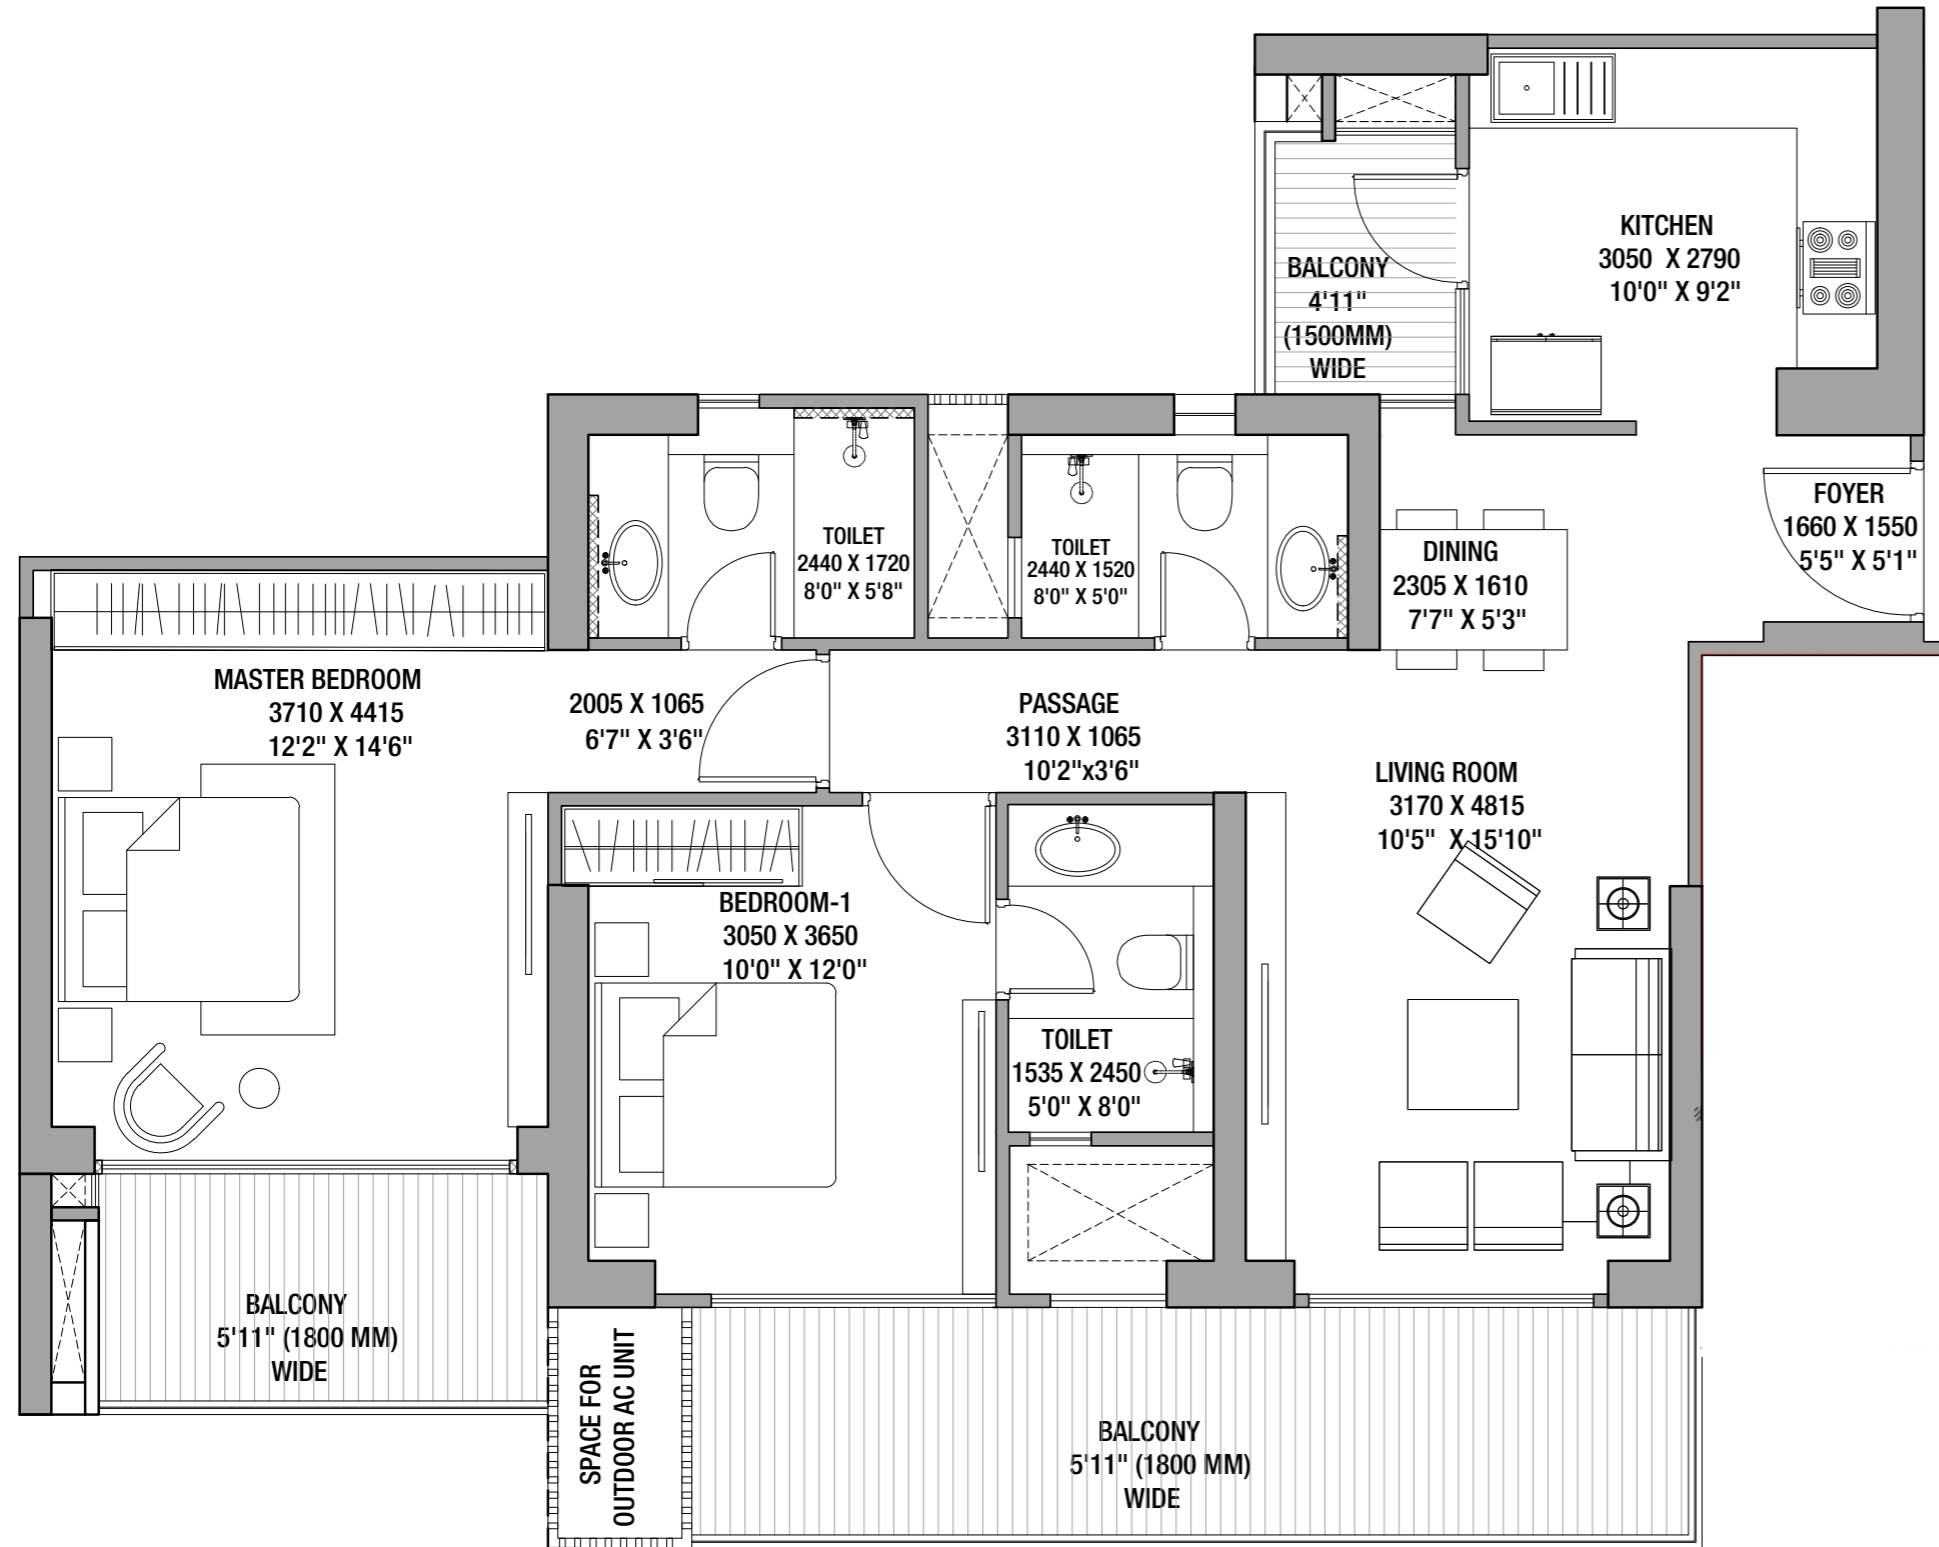 KITCHEN
3050 X 2790
10'0" X 9'2"
BALCONY
4'11"
(1500MM)
WIDE
FOYER
1660 X 1550
5'5" X 5'1"
TOILET
2440 X 1720
8'0" X 5'8"
TOILET
2440 X 1520
8'0" X 5'0"
DINING
2305 X 1610
7'7" X 5'3"
MASTER BEDROOM
3710 X 4415
12'2" X 14'6"
2005 X 1065
6'7" X 3'6"
PASSAGE
3110 X 1065
10'2"x3'6"
LIVING ROOM
3170 X 4815
10'5" X 15'10"
BEDROOM-1
3050 X 3650
10'0" X 12'0"
TOILET
1535 X 2450
5'0" X 8'0"
BALCONY
5'11" (1800 MM)
WIDE
SPACE FOR
OUTDOOR AC UNIT
BALCONY
5'11" (1800 MM)
WIDE